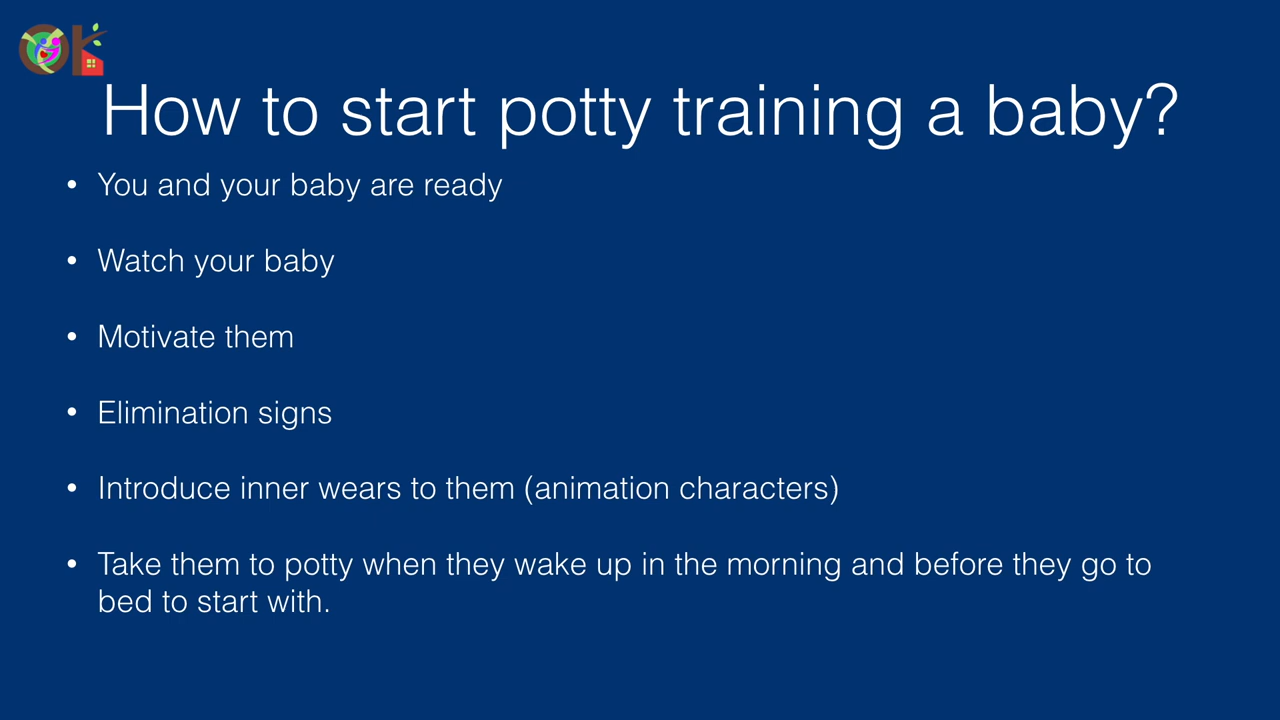 OK
How to start potty training a baby?
• You and your baby are ready
• Watch your baby
• Motivate them
• Elimination signs
• Introduce inner wears to them (animation characters)
• Take them to potty when they wake up in the morning and before they go to
bed to start with.